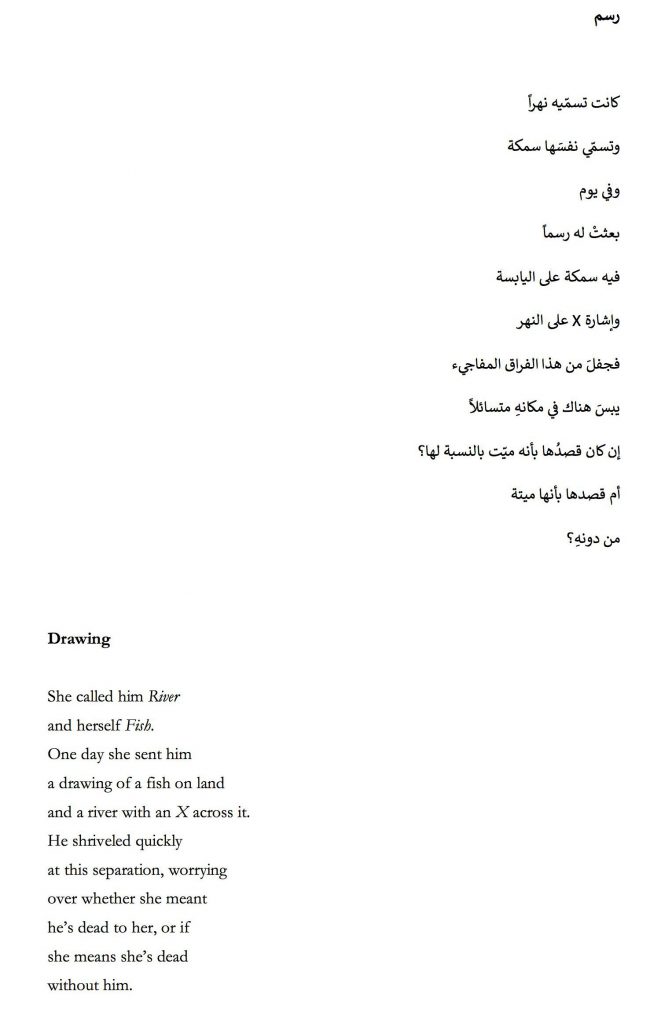 رسم
كانت تسمّيه نهراً
وتسمّي نفسَها سمكة
وفي يوم
بعثتْ له رسماً
فيه سمكة على اليابسة
وإشارة X على النهر
فجفلَ من هذا الفراق المفاجيء
يبسَ هناك في مكانهِ متسائلاً
إن كان قصدُها بأنه ميّت بالنسبة لها؟
أم قصدها بأنها ميتة
من دونهِ؟
Drawing
She called him River
and herself Fish.
One day she sent him
a drawing of a fish on land
and a river with an X across it.
He shriveled quickly
at this separation, worrying
over whether she meant
he’s dead to her, or if
she means she’s dead
without him.